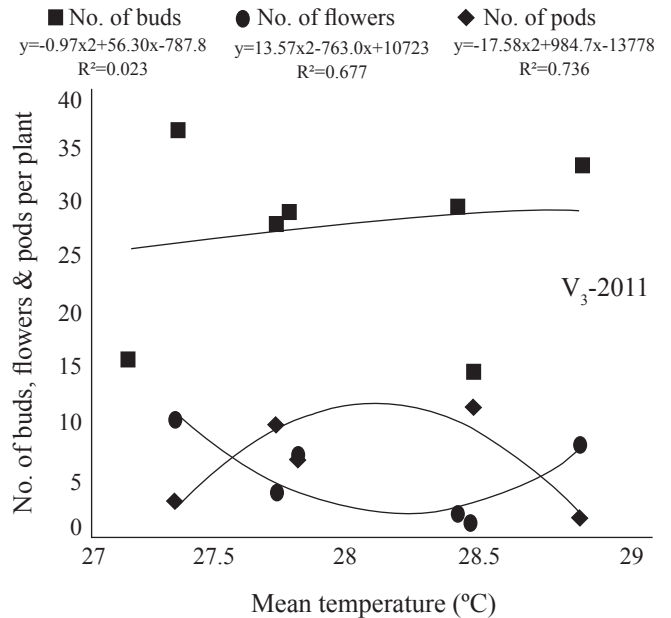 No. of buds No. of flowers No. of pods
y=-0.97x2+56.30x-787.8 y=13.57x2-763.0x+10723 y=-17.58x2+984.7x-13778
R²=0.023 R²=0.677 R²=0.736
No. of buds, flowers & pods per plant
40
35
30
25
20
15
10
5
0
V₃-2011
27 27.5 28 28.5 29
Mean temperature (ºC)